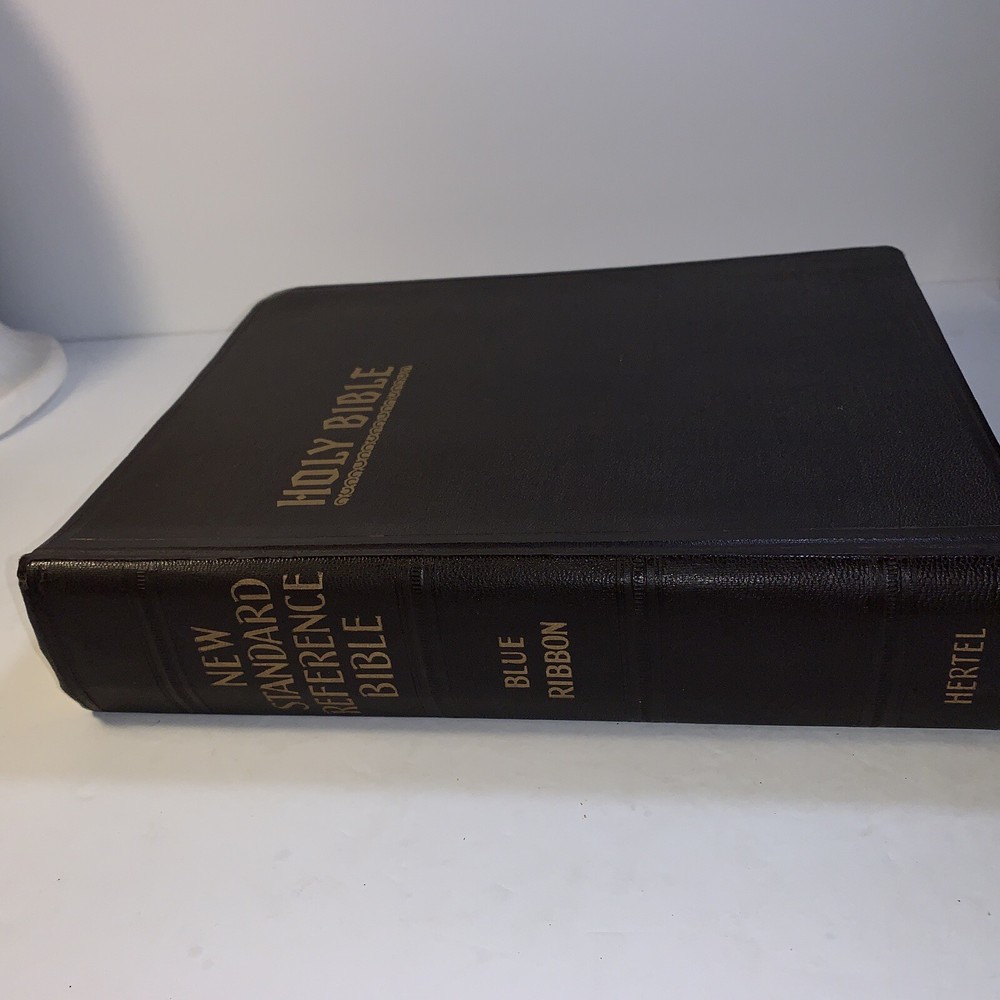 HOLY BIBLE
NEW
STANDARD
REFERENCE
BIBLE
BLUE
RIBBON
HERTEL